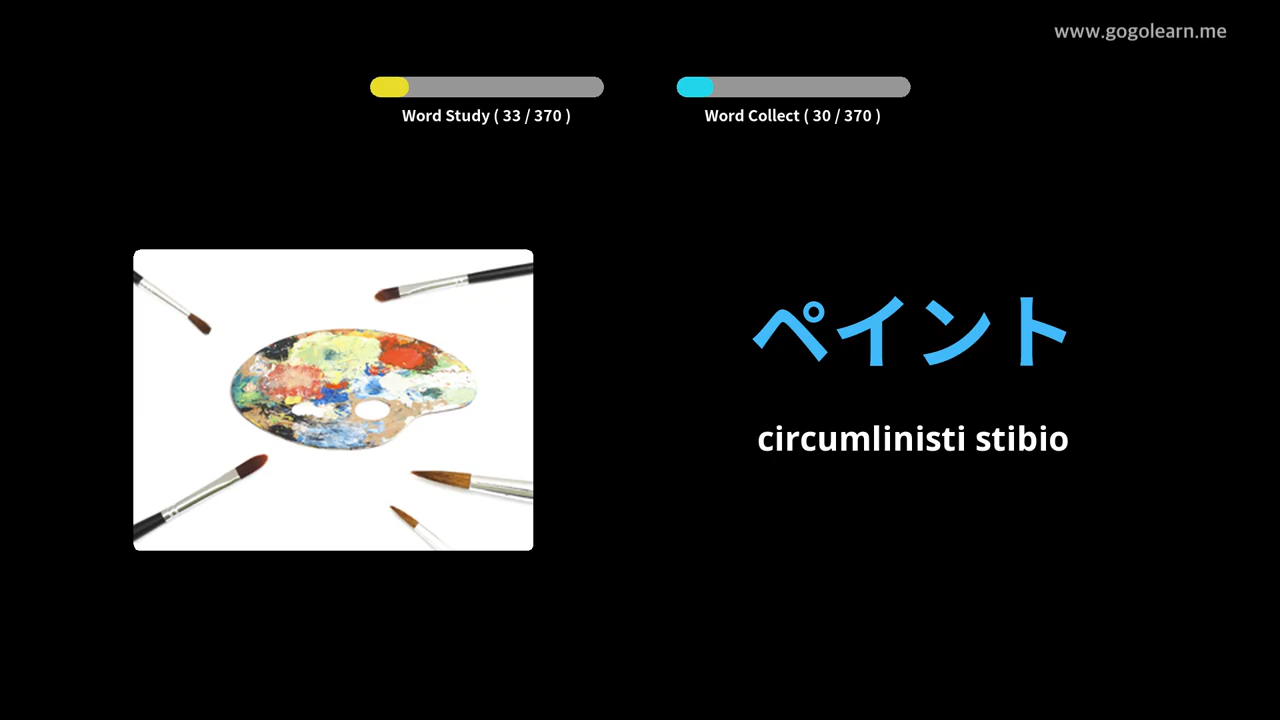 www.gogolearn.me
Word Study ( 33 / 370 )
Word Collect ( 30 / 370 )
ペイント
circumlinisti stibio